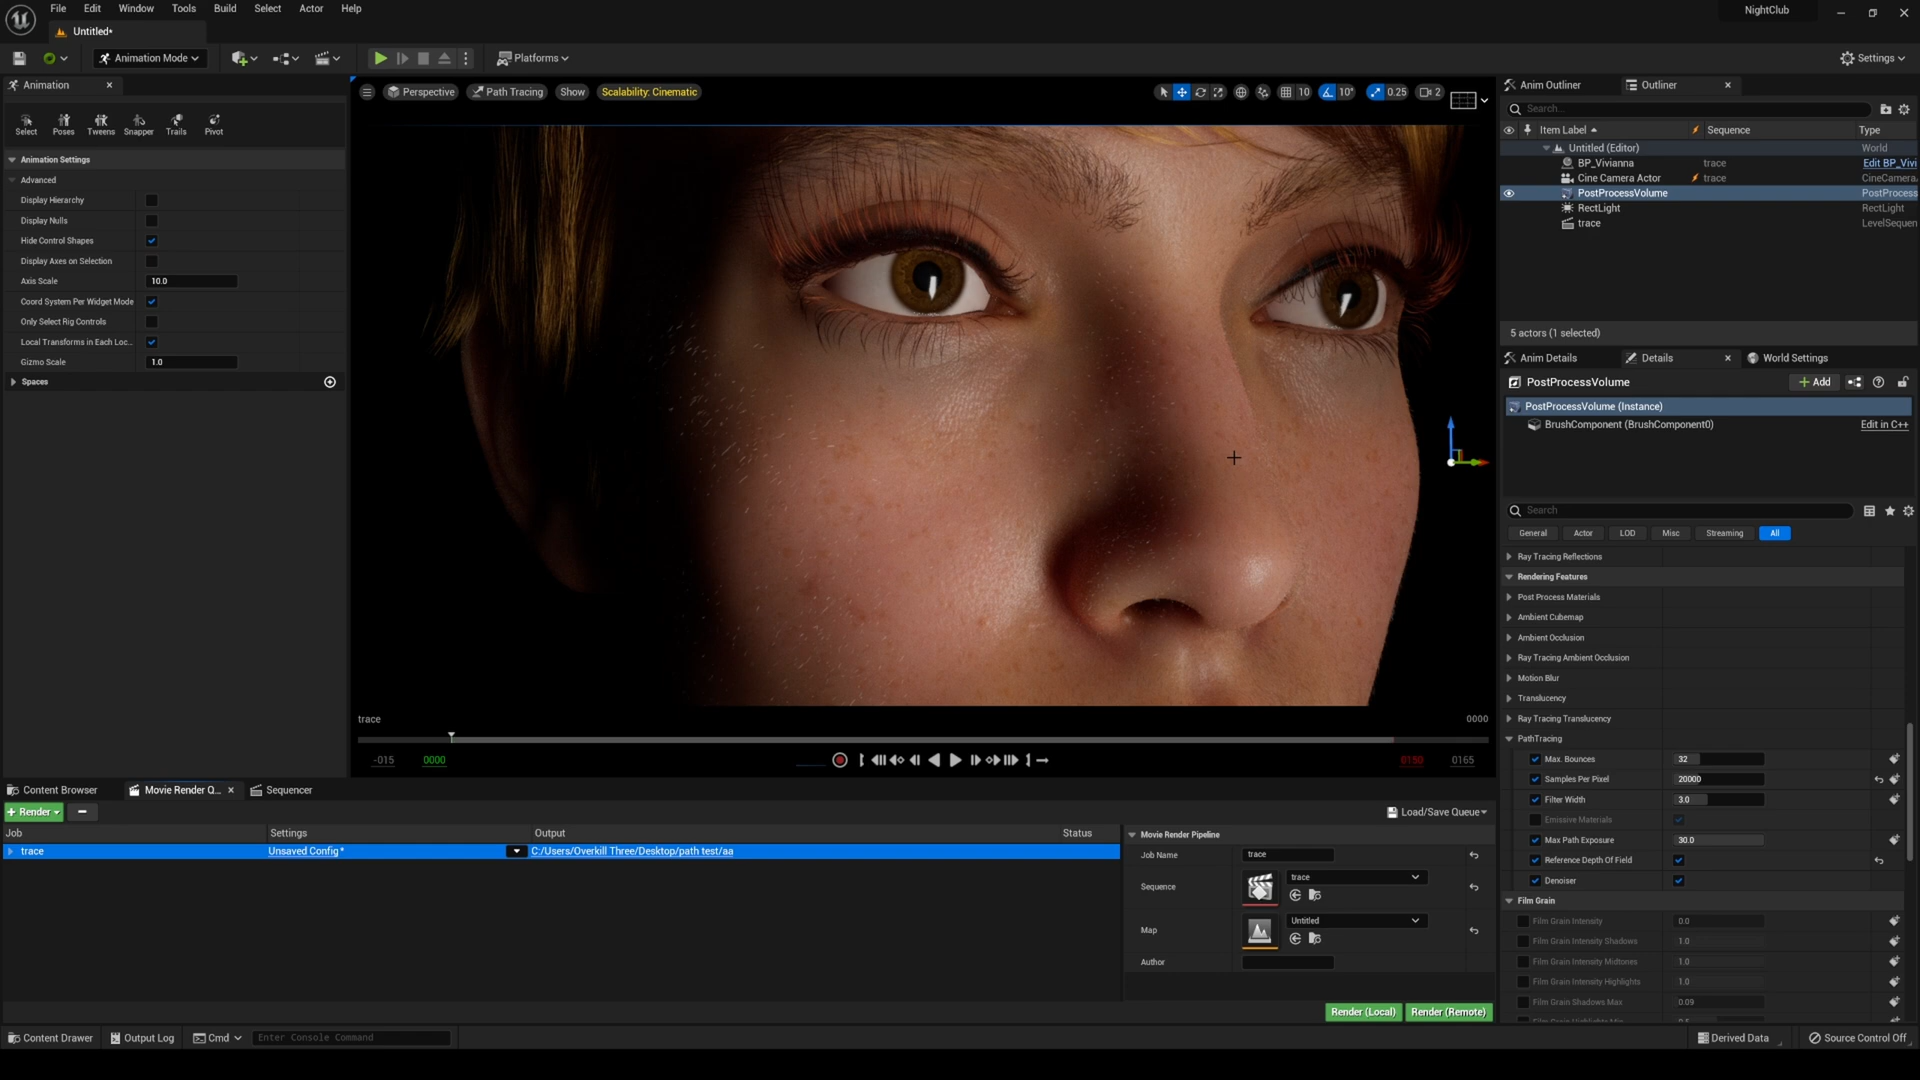 File Edit Window Tools Build Select Actor Help
NightClub
Untitled*
Animation Mode
Platforms
Settings
Animation
Select Poses Tweens Snapper Trails Pivot
Animation Settings
Advanced
Display Hierarchy
Display Nulls
Hide Control Shapes
Display Axes on Selection
Axis Scale 10.0
Coord System Per Widget Mode
Only Select Rig Controls
Local Transforms in Each Loc...
Gizmo Scale 1.0
Spaces
Perspective Path Tracing Show Scalability: Cinematic
10 10° 0.25 2
trace 0000
-015 0000 0150 0165
Anim Outliner Outliner
Search...
Item Label Sequence Type
Untitled (Editor) World
BP_Vivianna trace Edit BP_Vivi
Cine Camera Actor trace CineCamera
PostProcessVolume PostProcess
RectLight RectLight
trace LevelSequen
5 actors (1 selected)
Anim Details Details World Settings
PostProcessVolume
Add
PostProcessVolume (Instance)
BrushComponent (BrushComponent0) Edit in C++
Search
General Actor LOD Misc Streaming All
Ray Tracing Reflections
Rendering Features
Post Process Materials
Ambient Cubemap
Ambient Occlusion
Ray Tracing Ambient Occlusion
Motion Blur
Translucency
Ray Tracing Translucency
PathTracing
Max. Bounces 32
Samples Per Pixel 20000
Filter Width 3.0
Emissive Materials
Max Path Exposure 30.0
Reference Depth Of Field
Denoiser
Film Grain
Film Grain Intensity 0.0
Film Grain Intensity Shadows 1.0
Film Grain Intensity Midtones 1.0
Film Grain Intensity Highlights 1.0
Film Grain Shadows Max 0.09
Content Browser Movie Render Q... Sequencer
+ Render
Load/Save Queue
Job Settings Output Status
trace Unsaved Config* C:/Users/Overkill Three/Desktop/path test/aa
Movie Render Pipeline
Job Name trace
Sequence trace
Map Untitled
Author
Render (Local) Render (Remote)
Content Drawer Output Log Cmd Enter Console Command
Derived Data Source Control Off